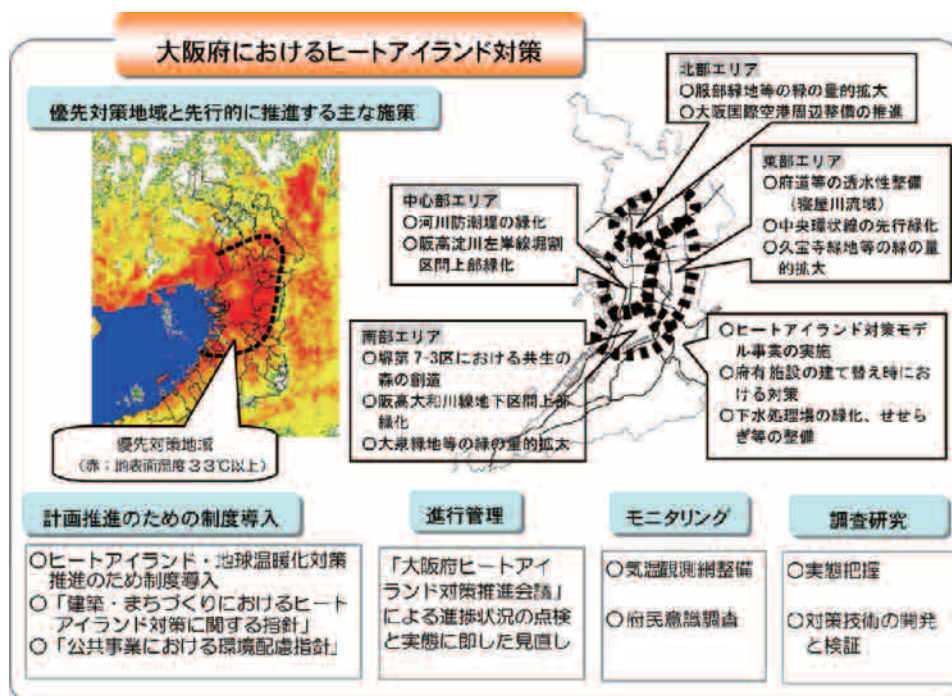 大阪府におけるヒートアイランド対策
優先対策地域と先行的に推進する主な施策
北部エリア
○服部緑地等の緑の量的拡大
○大阪国際空港周辺整備の推進
東部エリア
○府道等の透水性整備
（寝屋川流域）
○中央環状線の先行緑化
○久宝寺緑地等の緑の量
的拡大
中心部エリア
○河川防潮堤の緑化
○阪高淀川左岸線堀割
区間上部緑化
南部エリア
○堺第7-3区における共生の
森の創造
○阪高大和川線地下区間上部
緑化
○大泉緑地等の緑の量的拡大
○ヒートアイランド対策モデ
ル事業の実施
○府有施設の建て替え時にお
ける対策
○下水処理場の緑化、せせら
ぎ等の整備
優先対策地域
（赤：地表面温度33℃以上）
計画推進のための制度導入
○ヒートアイランド・地球温暖化対策
推進のため制度導入
○「建築・まちづくりにおけるヒート
アイランド対策に関する指針」
○「公共事業における環境配慮指針」
進行管理
「大阪府ヒートアイ
ランド対策推進会議」
による進捗状況の点検
と実態に即した見直し
モニタリング
○気温観測網整備
○府民意識調査
調査研究
○実態把握
○対策技術の開発
と検証